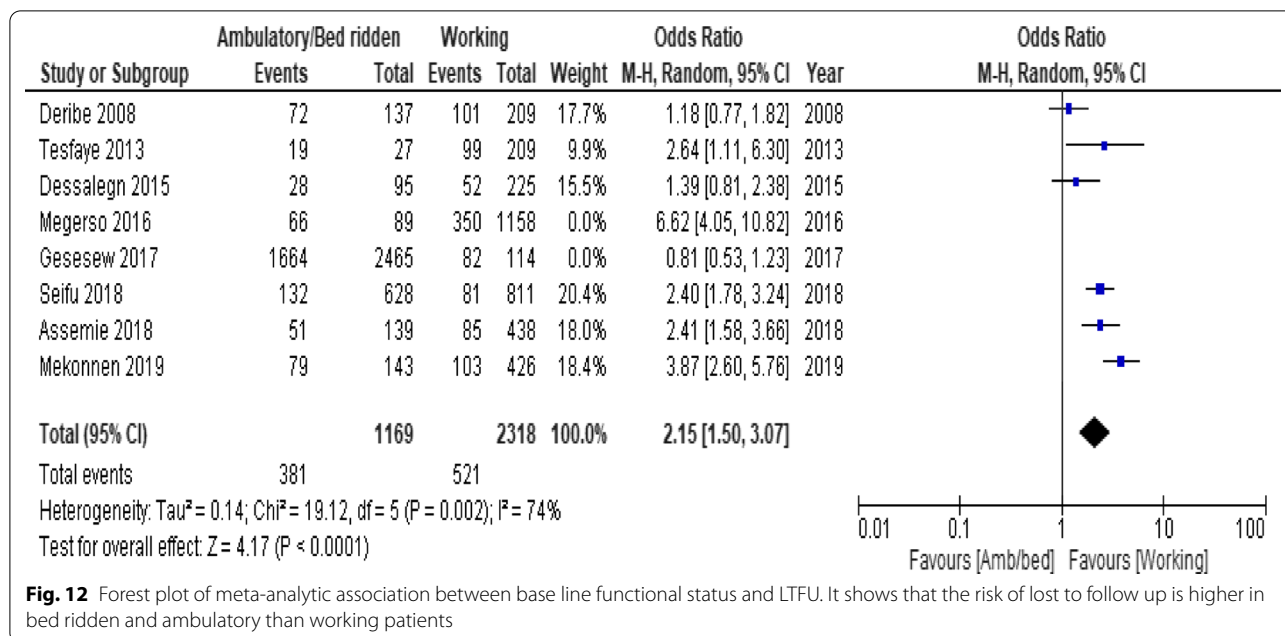 Ambulatory/Bed ridden Working Odds Ratio Odds Ratio
Study or Subgroup Events Total Events Total Weight M-H, Random, 95% CI Year M-H, Random, 95% CI
Deribe 2008 72 137 101 209 17.7% 1.18 [0.77, 1.82] 2008
Tesfaye 2013 19 27 99 209 9.9% 2.64 [1.11, 6.30] 2013
Dessalegn 2015 28 95 52 225 15.5% 1.39 [0.81, 2.38] 2015
Megerso 2016 66 89 350 1158 0.0% 6.62 [4.05, 10.82] 2016
Gesesew 2017 1664 2465 82 114 0.0% 0.81 [0.53, 1.23] 2017
Seifu 2018 132 628 81 811 20.4% 2.40 [1.78, 3.24] 2018
Assemie 2018 51 139 85 438 18.0% 2.41 [1.58, 3.66] 2018
Mekonnen 2019 79 143 103 426 18.4% 3.87 [2.60, 5.76] 2019
Total (95% CI) 1169 2318 100.0% 2.15 [1.50, 3.07]
Total events 381 521
Heterogeneity: Tau² = 0.14; Chi² = 19.12, df = 5 (P = 0.002); I² = 74%
Test for overall effect: Z = 4.17 (P < 0.0001)
0.01 0.1 1 10 100
Favours [Amb/bed] Favours [Working]
Fig. 12 Forest plot of meta-analytic association between base line functional status and LTFU. It shows that the risk of lost to follow up is higher in
bed ridden and ambulatory than working patients